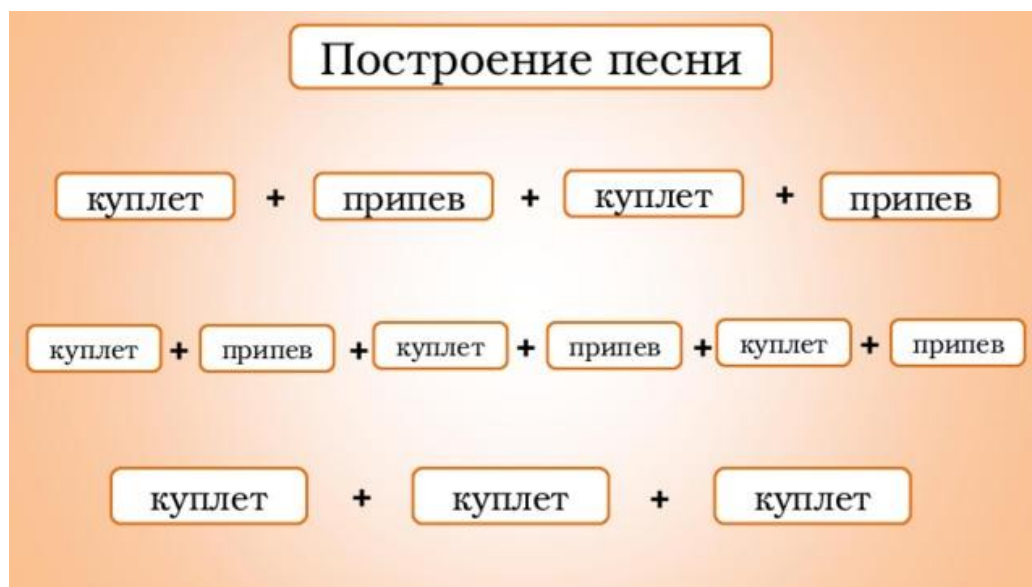 Построение песни
куплет + припев + куплет + припев
куплет + припев + куплет + припев + куплет + припев
куплет + куплет + куплет